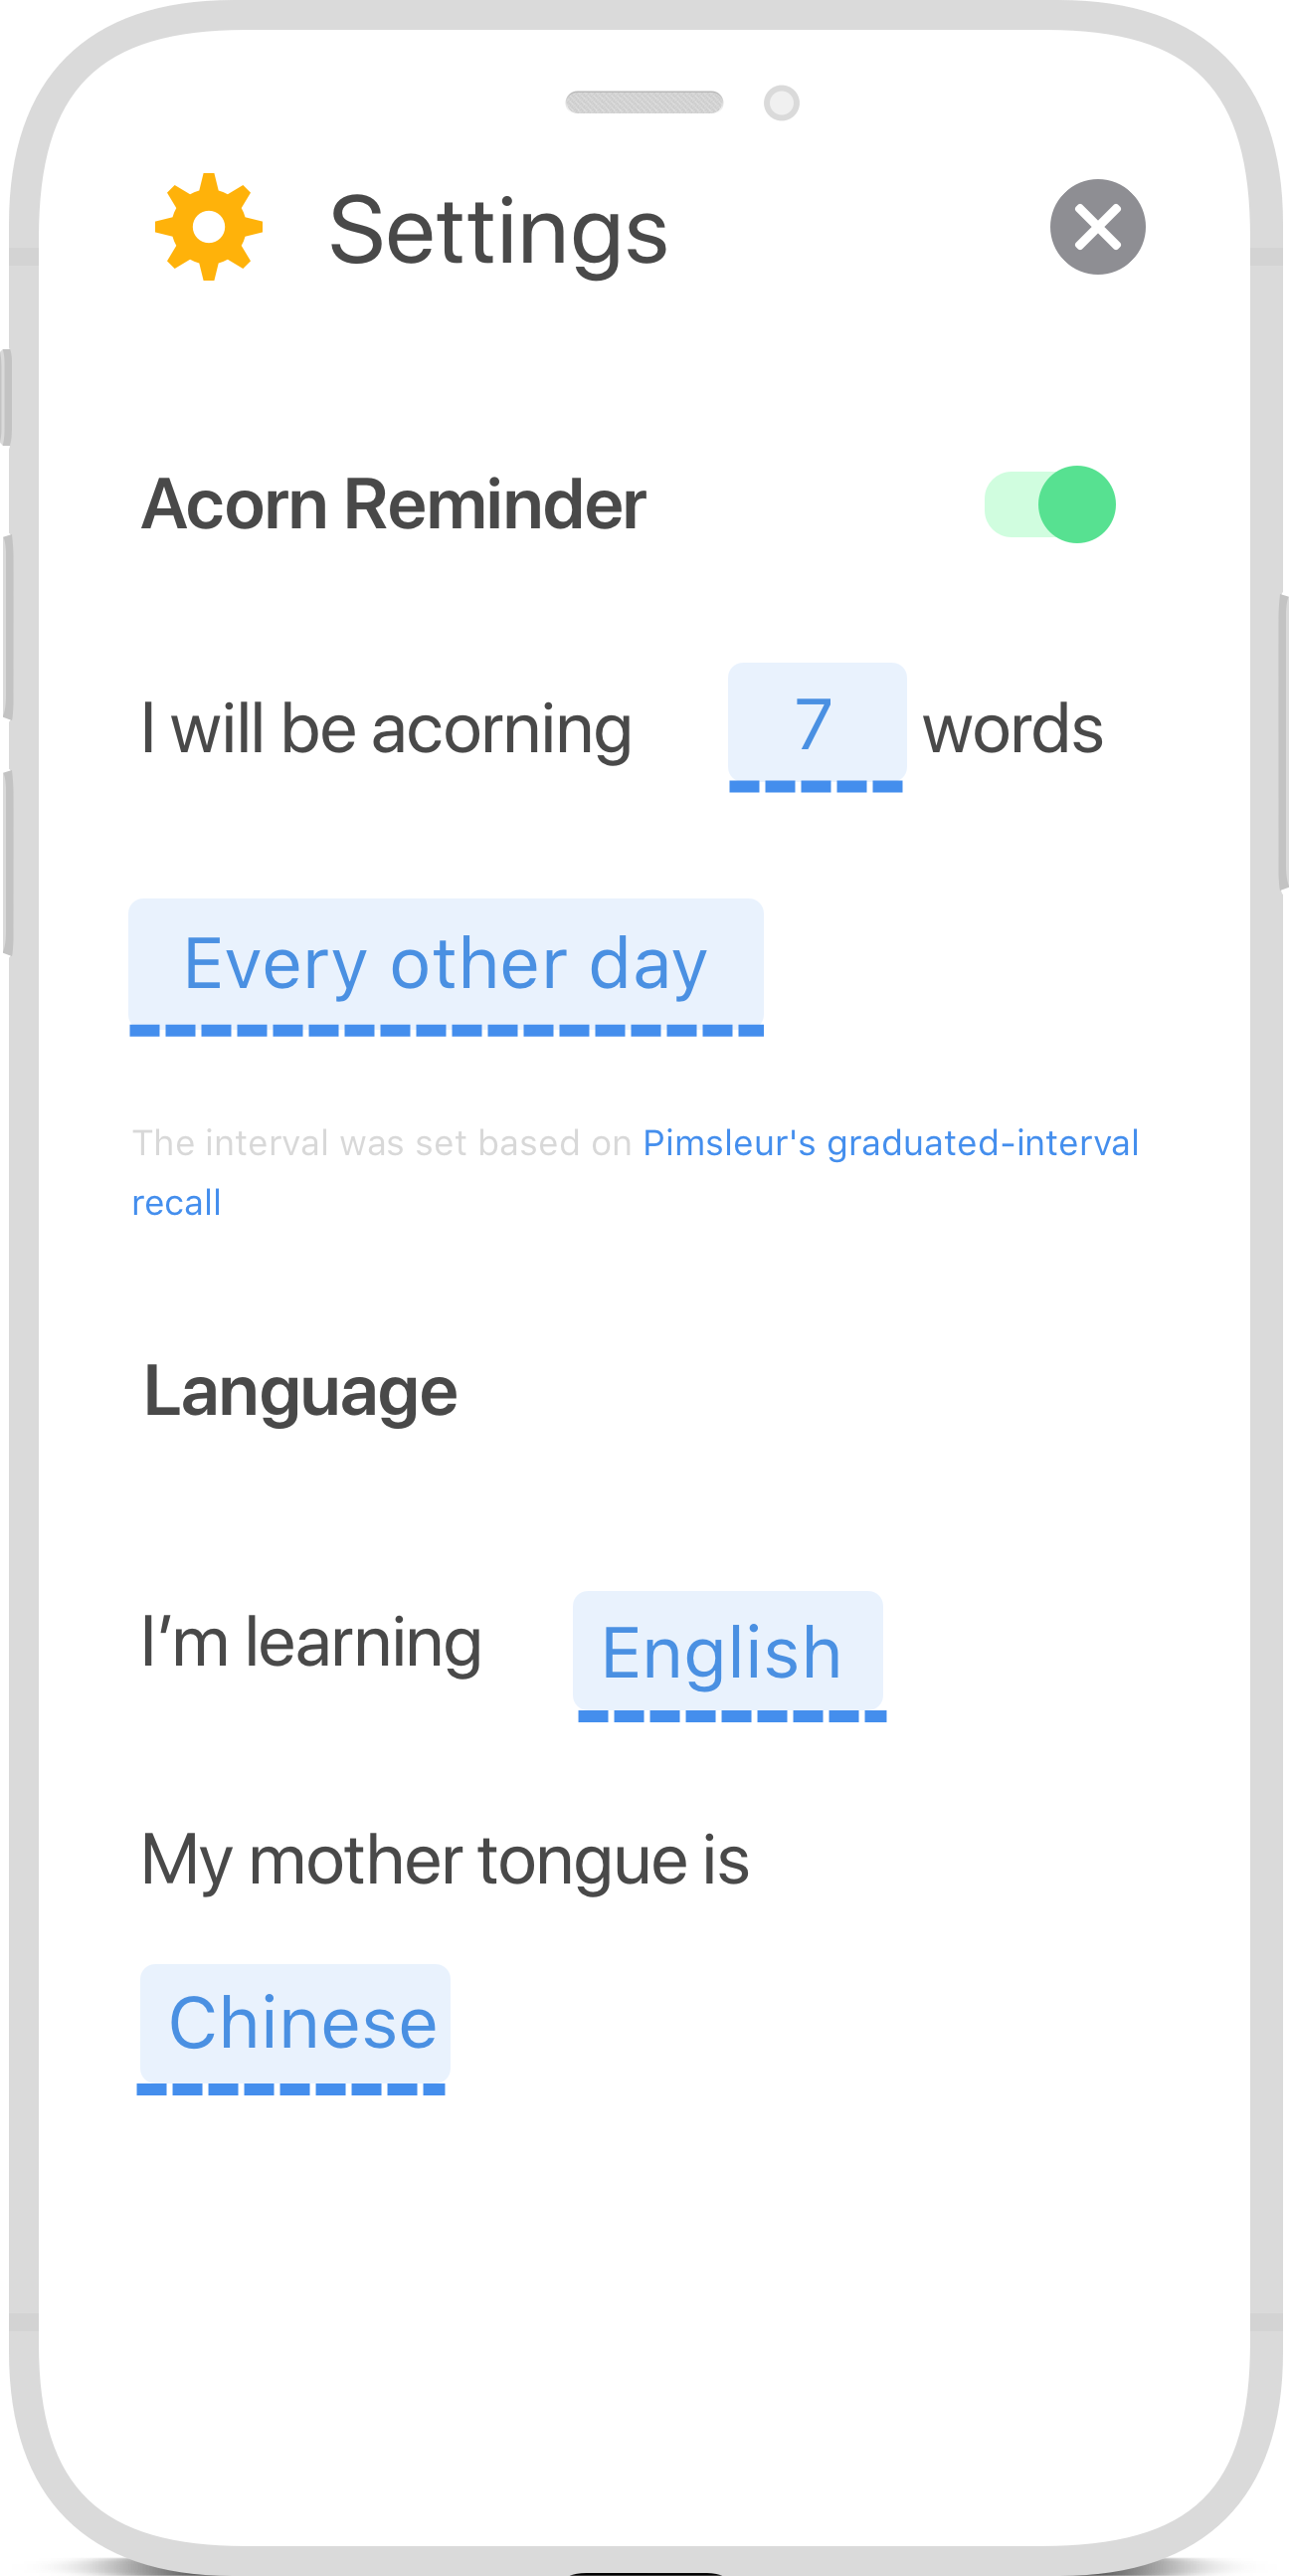 Settings
Acorn Reminder
I will be acorning 7 words
Every other day
The interval was set based on Pimsleur's graduated-interval
recall
Language
I’m learning English
My mother tongue is
Chinese